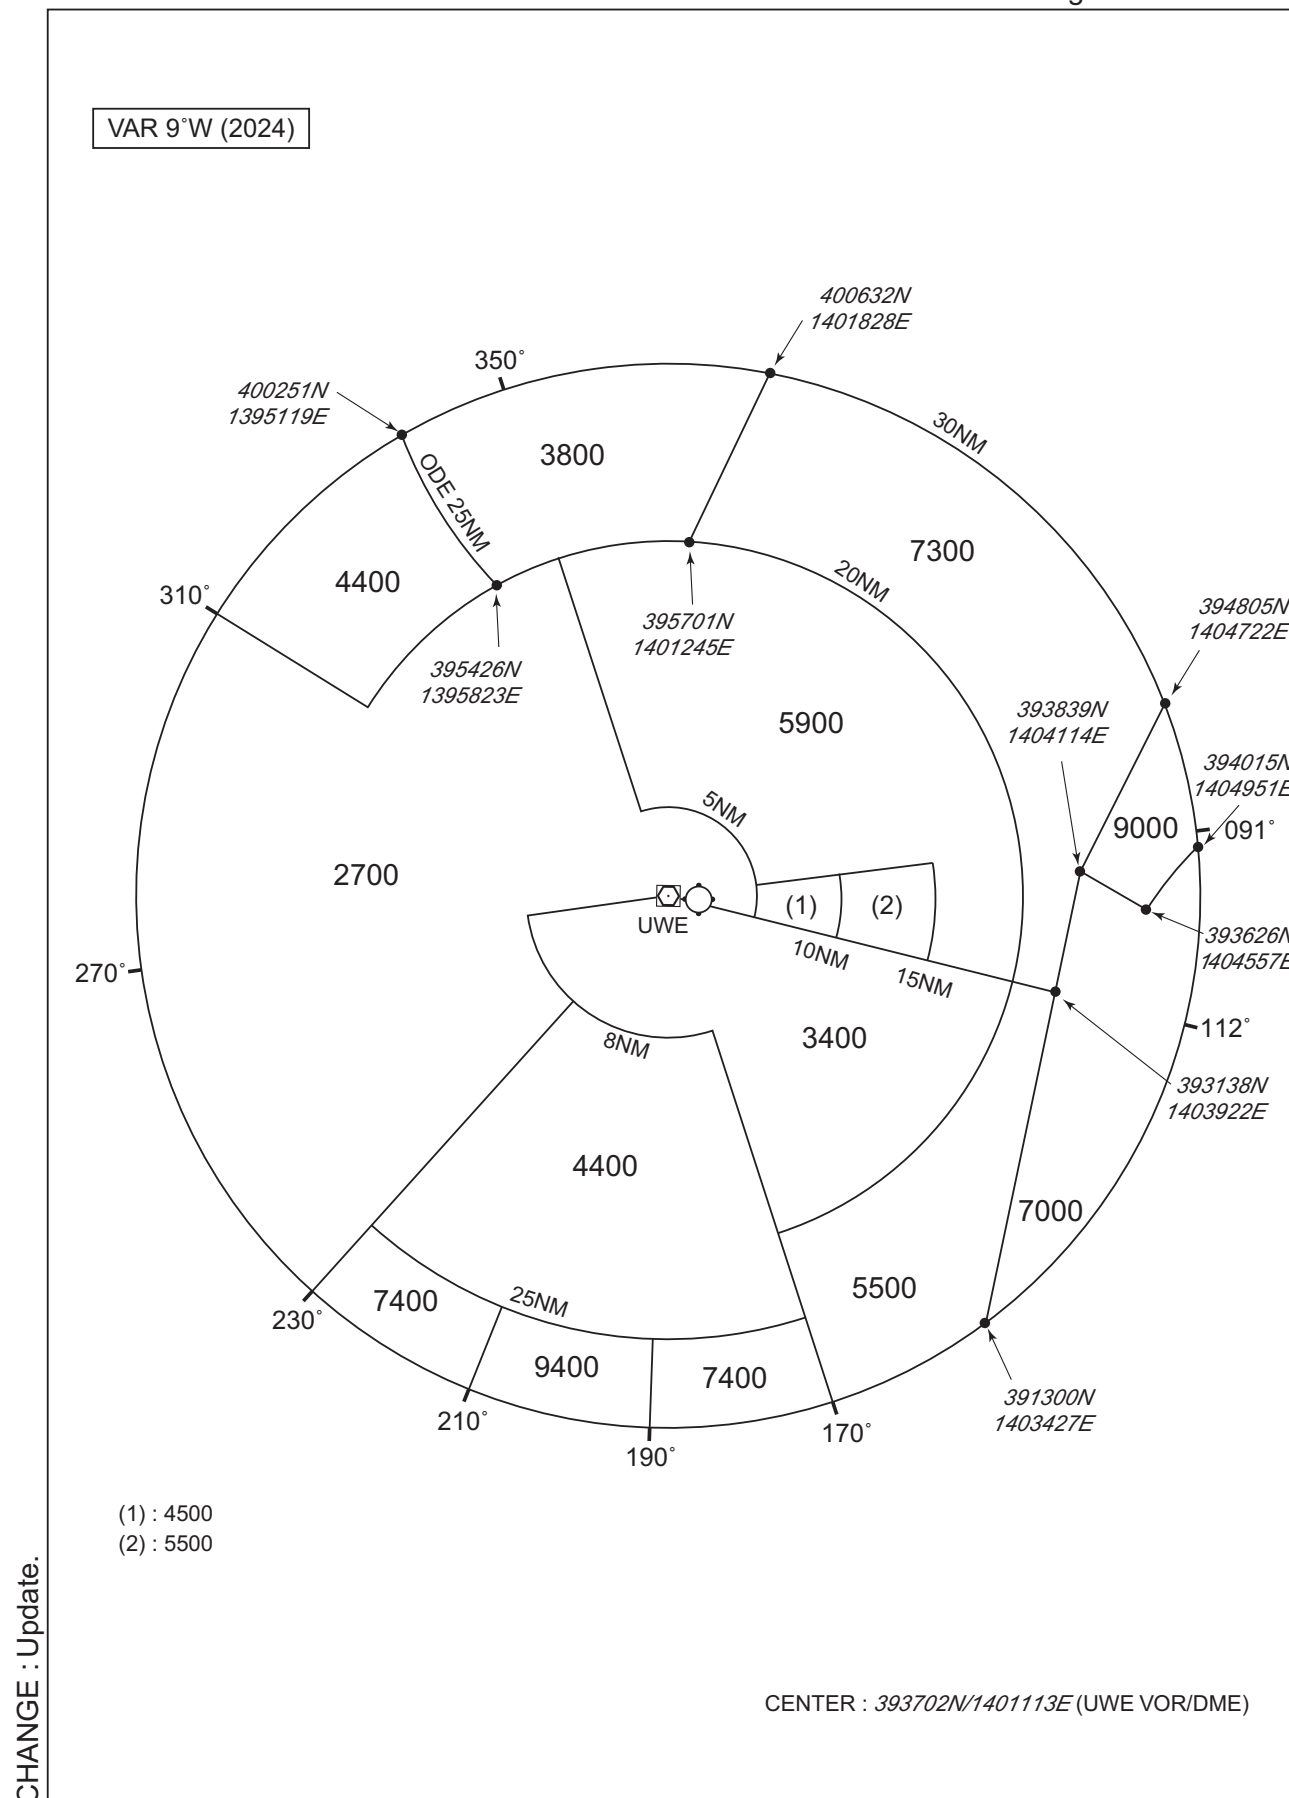 VAR 9˚W (2024)
400632N
1401828E
350˚
400251N
1395119E
30NM
3800
ODE 25NM
7300
4400
20NM
310˚
395701N
1401245E
394805N
1404722E
395426N
1395823E
393839N
1404114E
5900
394015N
1404951E
5NM
9000
091˚
2700
(1)
(2)
UWE
393626N
1404557E
10NM
15NM
270˚
3400
112˚
8NM
393138N
1403922E
4400
7000
5500
7400
25NM
230˚
9400
7400
391300N
1403427E
210˚
170˚
190˚
(1) : 4500
(2) : 5500
CHANGE : Update.
CENTER : 393702N/1401113E (UWE VOR/DME)